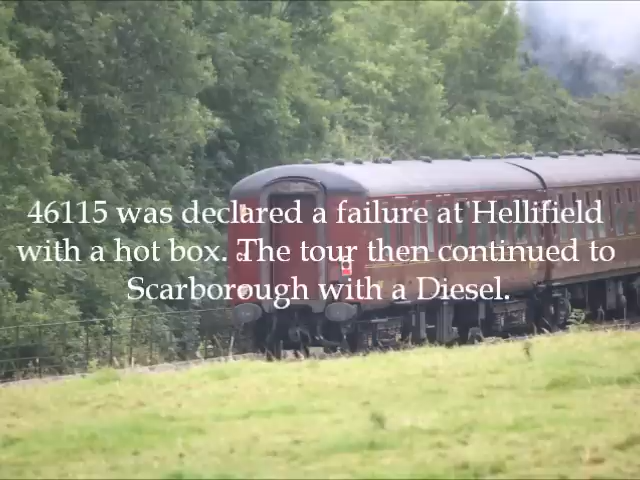 46115 was declared a failure at Hellifield
with a hot box. The tour then continued to
Scarborough with a Diesel.